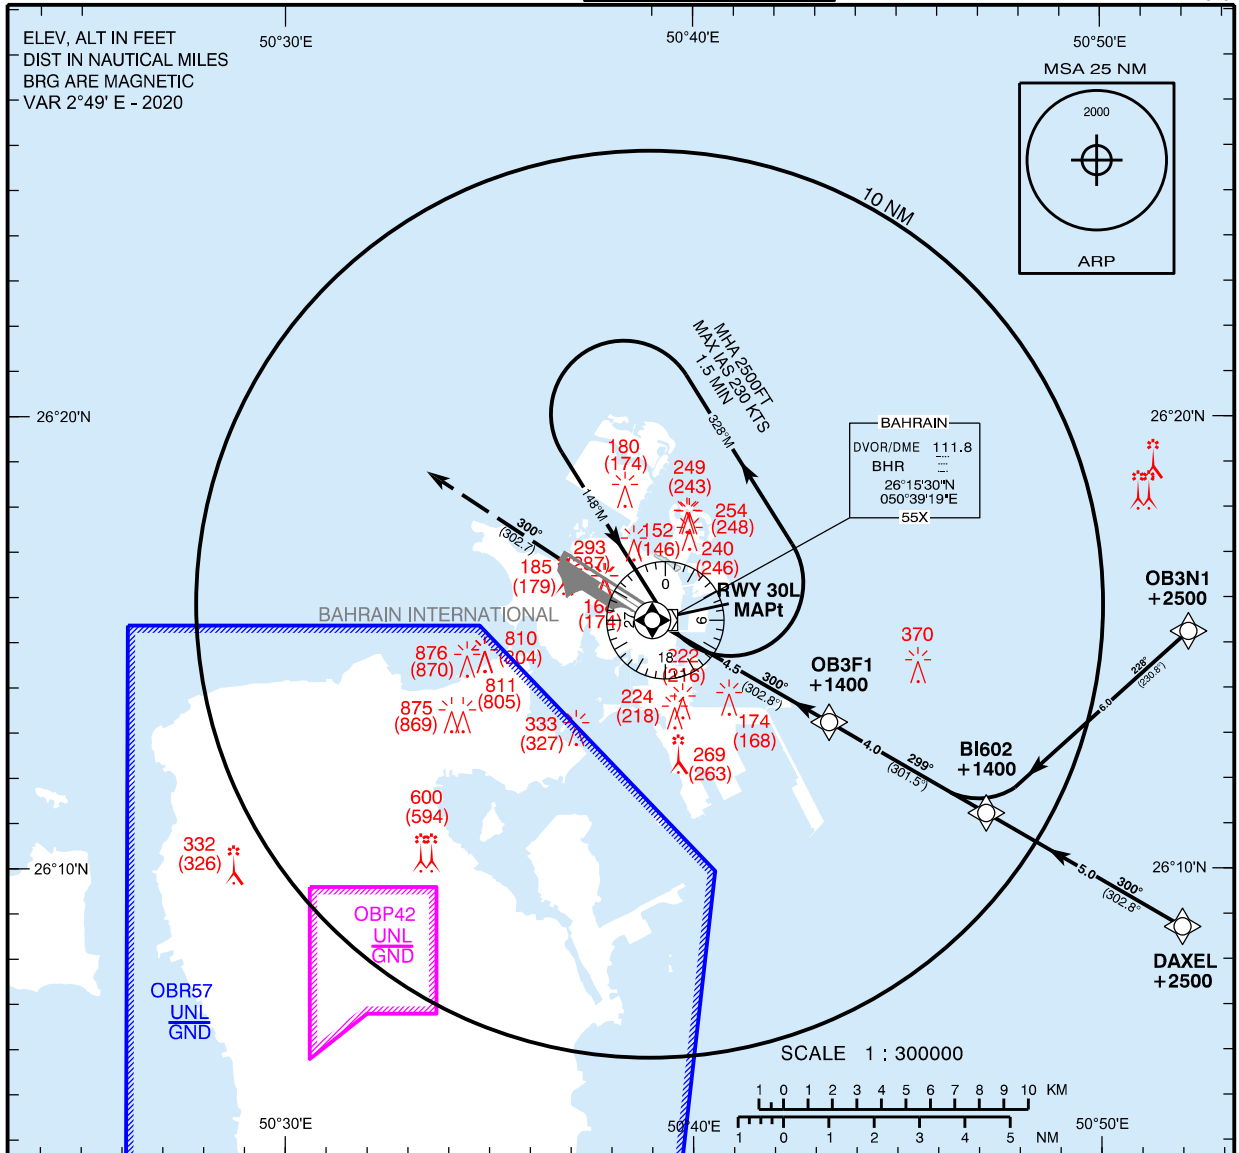 ELEV, ALT IN FEET
DIST IN NAUTICAL MILES
BRG ARE MAGNETIC
VAR 2°49' E - 2020
50°30'E
50°40'E
50°50'E
MSA 25 NM
2000
ARP
10 NM
MHA 2500FT
MAX IAS 230 KTS
1.5 MIN
328°M
148°M
26°20'N
26°20'N
BAHRAIN
DVOR/DME 111.8
BHR
26°15'30"N
050°39'19"E
55X
180
(174)
249
(243)
254
(248)
240
(246)
152
(146)
293
(287)
185
(179)
(174)
300°
(302.7)
BAHRAIN INTERNATIONAL
0
6
18
27
RWY 30L
MAPt
OB3N1
+2500
370
228°
(230.8°)
6.0
OB3F1
+1400
4.5
300°
(302.8°)
BI602
+1400
4.0
299°
(301.5°)
5.0
300°
(302.8°
DAXEL
+2500
810
(804)
876
(870)
811
(805)
875
(869)
333
(327)
222
(216)
224
(218)
174
(168)
269
(263)
600
(594)
332
(326)
26°10'N
26°10'N
OBP42
UNL
GND
OBR57
UNL
GND
SCALE 1 : 300000
1 0 1 2 3 4 5 6 7 8 9 10 KM
1 0 1 2 3 4 5 NM
50°30'E
50°40'E
50°50'E